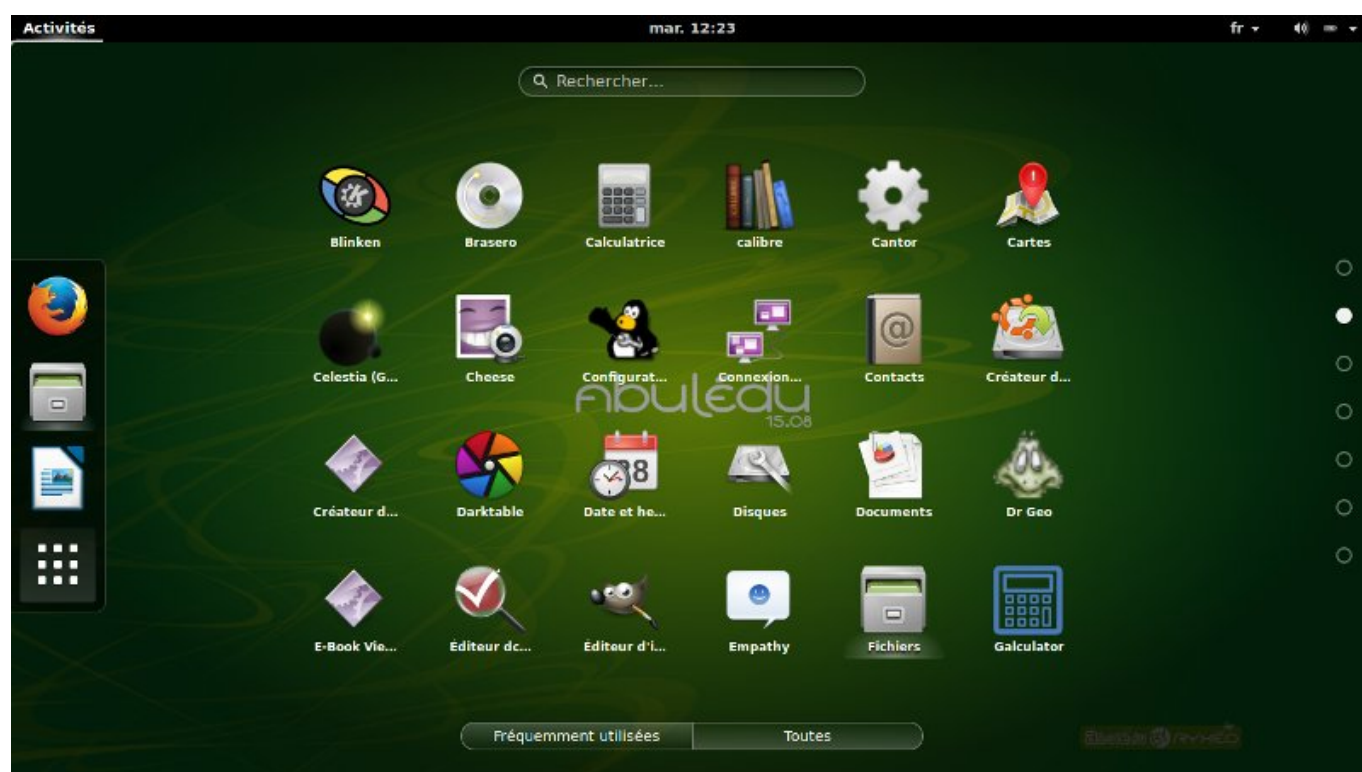 Activités mar. 12:23 fr
Rechercher...
Blinken Brasero Calculatrice calibre Cantor Cartes
Celestia (G... Cheese Configurat... Connexion... Contacts Créateur d...
abulÉdu
15.08
Créateur d... Darktable Date et he... Disques Documents Dr Geo
E-Book Vie... Éditeur dc... Éditeur d'i... Empathy Fichiers Galculator
Fréquemment utilisées Toutes